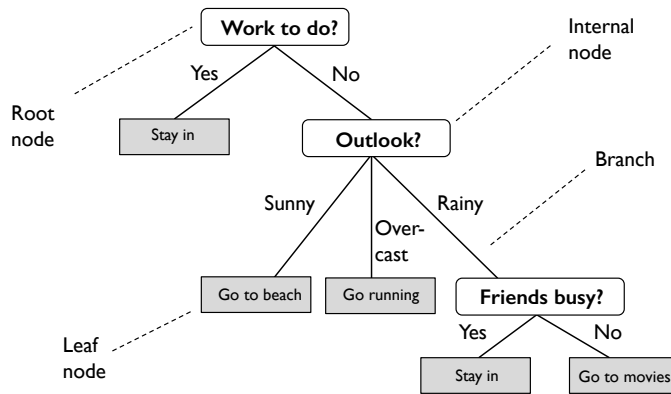 Work to do?
Internal
node
Yes
No
Root
node
Stay in
Outlook?
Branch
Sunny
Over-
cast
Rainy
Go to beach
Go running
Friends busy?
Leaf
node
Yes
No
Stay in
Go to movies